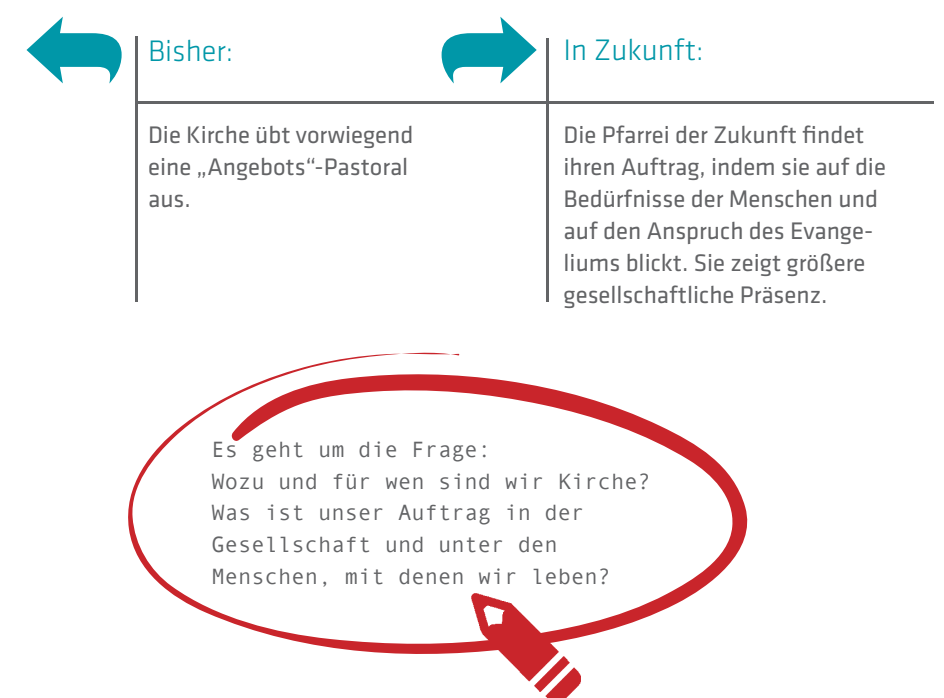 Bisher:
In Zukunft:
Die Kirche übt vorwiegend
eine „Angebots“-Pastoral
aus.
Die Pfarrei der Zukunft findet
ihren Auftrag, indem sie auf die
Bedürfnisse der Menschen und
auf den Anspruch des Evange-
liums blickt. Sie zeigt größere
gesellschaftliche Präsenz.
Es geht um die Frage:
Wozu und für wen sind wir Kirche?
Was ist unser Auftrag in der
Gesellschaft und unter den
Menschen, mit denen wir leben?